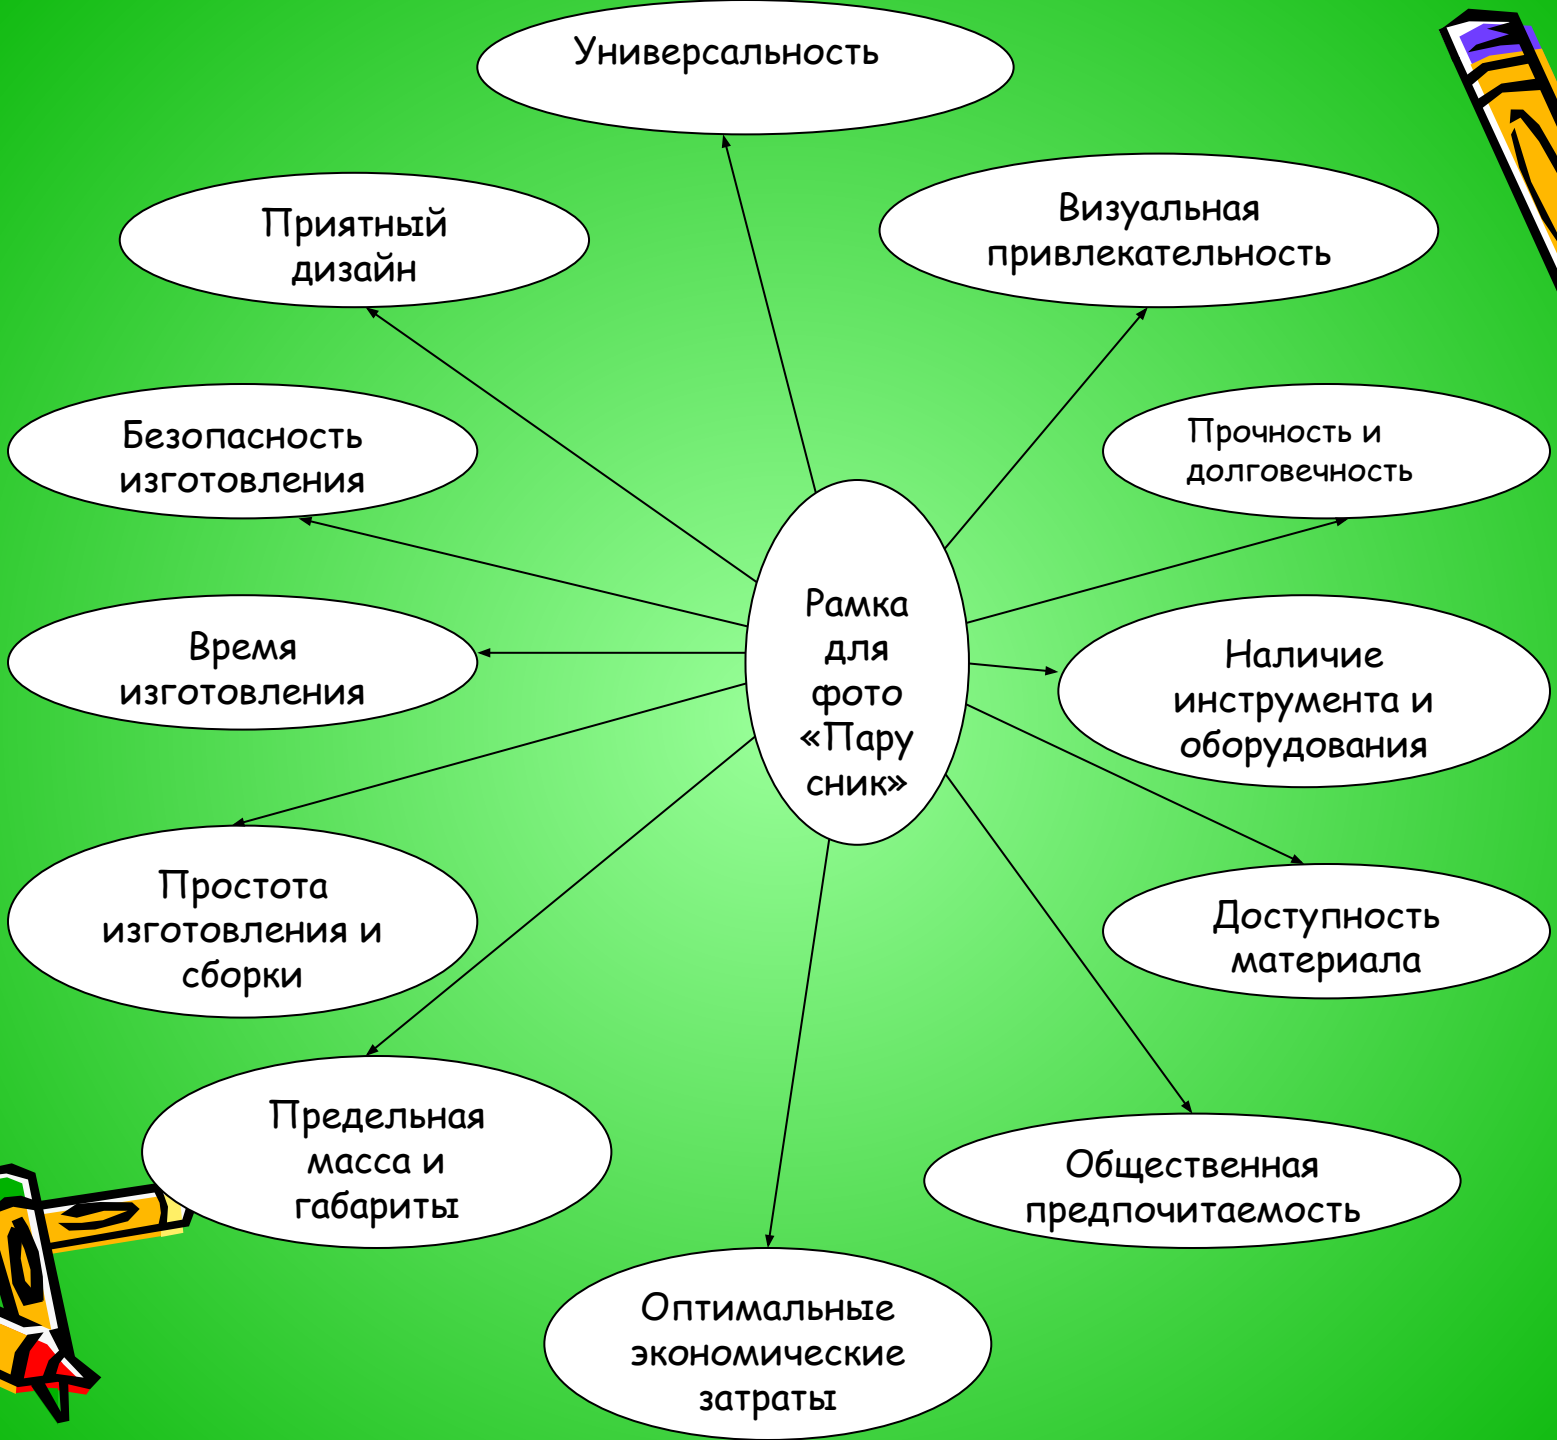 Универсальность
Приятный
дизайн
Визуальная
привлекательность
Безопасность
изготовления
Прочность и
долговечность
Время
изготовления
Рамка
для
фото
«Пару
сник»
Наличие
инструмента и
оборудования
Простота
изготовления и
сборки
Доступность
материала
Предельная
масса и
габариты
Общественная
предпочитаемость
Оптимальные
экономические
затраты